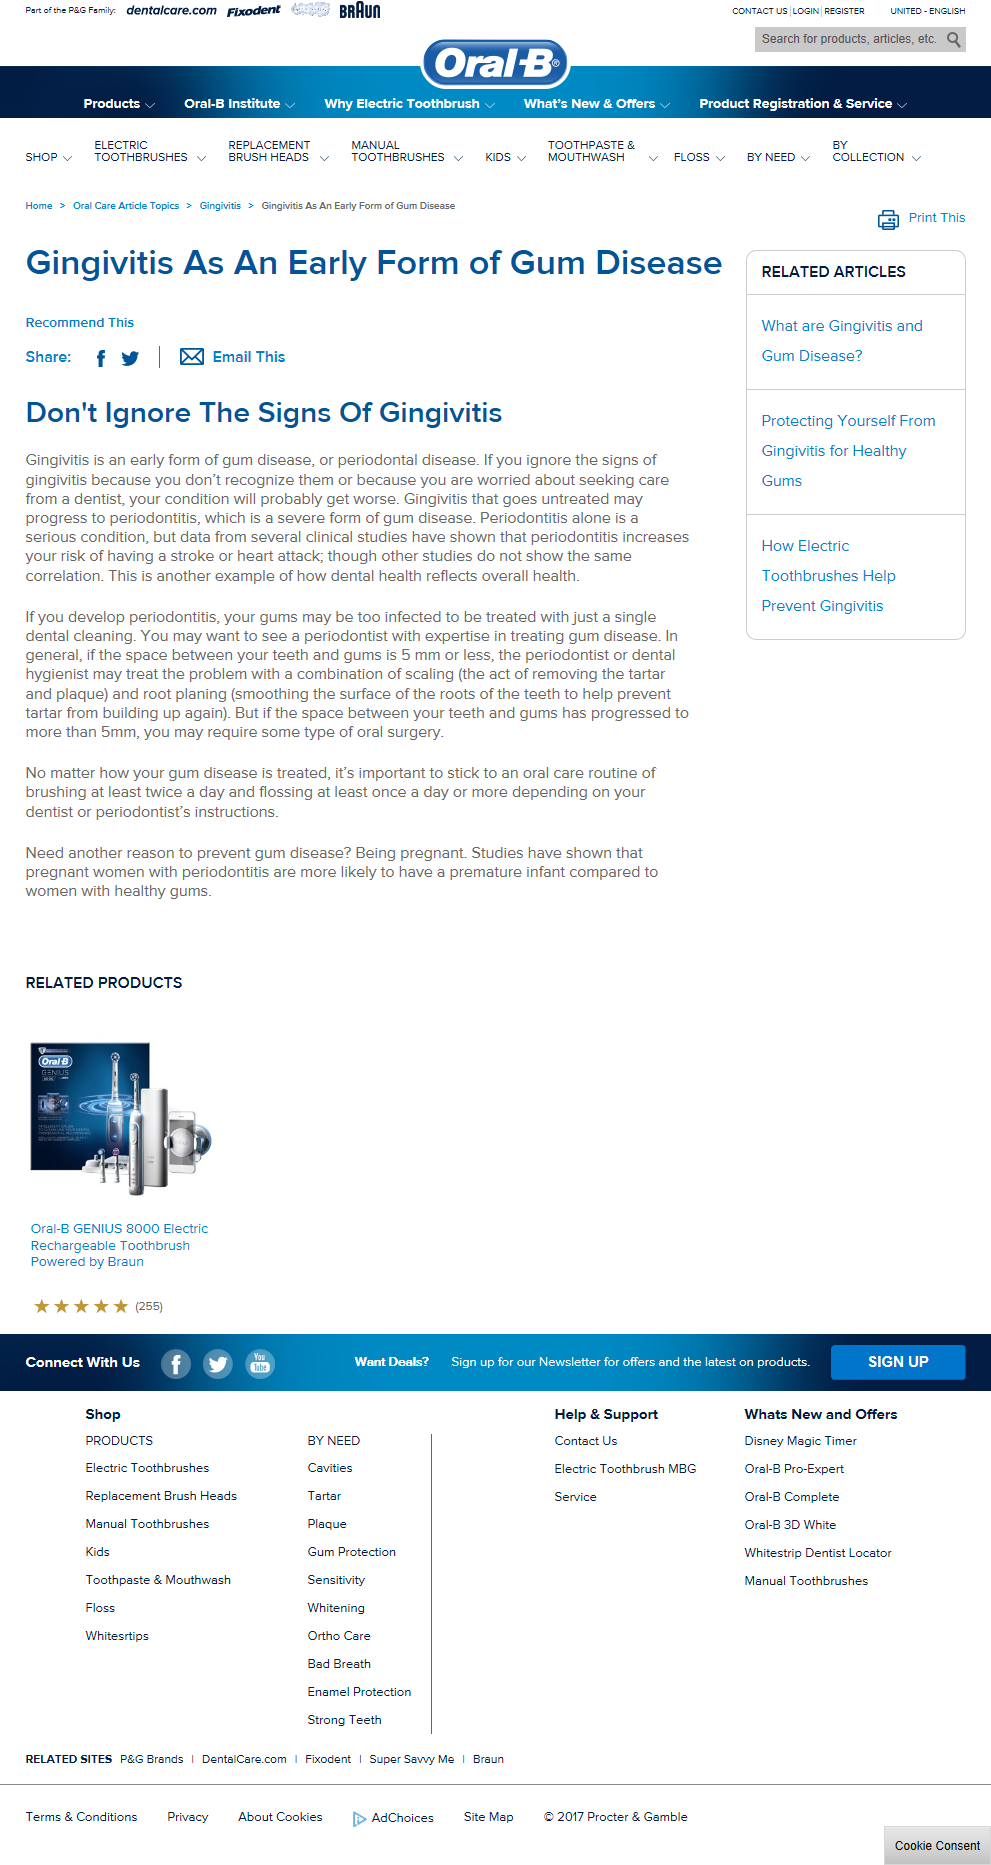 Part of the P&G Family:
dentalcare.com
Fixodent
BRAUN
CONTACT US
LOGIN
REGISTER
UNITED - ENGLISH
Search for products, articles, etc.
Oral-B®
Products
Oral-B Institute
Why Electric Toothbrush
What's New & Offers
Product Registration & Service
SHOP
ELECTRIC
TOOTHBRUSHES
REPLACEMENT
BRUSH HEADS
MANUAL
TOOTHBRUSHES
KIDS
TOOTHPASTE &
MOUTHWASH
FLOSS
BY NEED
BY
COLLECTION
Home > Oral Care Article Topics > Gingivitis > Gingivitis As An Early Form of Gum Disease
Print This
Gingivitis As An Early Form of Gum Disease
Recommend This
Share:
Email This
Don't Ignore The Signs Of Gingivitis
Gingivitis is an early form of gum disease, or periodontal disease. If you ignore the signs of
gingivitis because you don’t recognize them or because you are worried about seeking care
from a dentist, your condition will probably get worse. Gingivitis that goes untreated may
progress to periodontitis, which is a severe form of gum disease. Periodontitis alone is a
serious condition, but data from several clinical studies have shown that periodontitis increases
your risk of having a stroke or heart attack; though other studies do not show the same
correlation. This is another example of how dental health reflects overall health.
If you develop periodontitis, your gums may be too infected to be treated with just a single
dental cleaning. You may want to see a periodontist with expertise in treating gum disease. In
general, if the space between your teeth and gums is 5 mm or less, the periodontist or dental
hygienist may treat the problem with a combination of scaling (the act of removing the tartar
and plaque) and root planing (smoothing the surface of the roots of the teeth to help prevent
tartar from building up again). But if the space between your teeth and gums has progressed to
more than 5mm, you may require some type of oral surgery.
No matter how your gum disease is treated, it’s important to stick to an oral care routine of
brushing at least twice a day and flossing at least once a day or more depending on your
dentist or periodontist’s instructions.
Need another reason to prevent gum disease? Being pregnant. Studies have shown that
pregnant women with periodontitis are more likely to have a premature infant compared to
women with healthy gums.
RELATED ARTICLES
What are Gingivitis and
Gum Disease?
Protecting Yourself From
Gingivitis for Healthy
Gums
How Electric
Toothbrushes Help
Prevent Gingivitis
RELATED PRODUCTS
Oral-B
GENIUS
Oral-B GENIUS 8000 Electric
Rechargeable Toothbrush
Powered by Braun
(255)
Connect With Us
You
Tube
Want Deals?
Sign up for our Newsletter for offers and the latest on products.
SIGN UP
Shop
PRODUCTS
Electric Toothbrushes
Replacement Brush Heads
Manual Toothbrushes
Kids
Toothpaste & Mouthwash
Floss
Whitesrtips
BY NEED
Cavities
Tartar
Plaque
Gum Protection
Sensitivity
Whitening
Ortho Care
Bad Breath
Enamel Protection
Strong Teeth
Help & Support
Contact Us
Electric Toothbrush MBG
Service
Whats New and Offers
Disney Magic Timer
Oral-B Pro-Expert
Oral-B Complete
Oral-B 3D White
Whitestrip Dentist Locator
Manual Toothbrushes
RELATED SITES P&G Brands | DentalCare.com | Fixodent | Super Savvy Me | Braun
Terms & Conditions
Privacy
About Cookies
AdChoices
Site Map
© 2017 Procter & Gamble
Cookie Consent